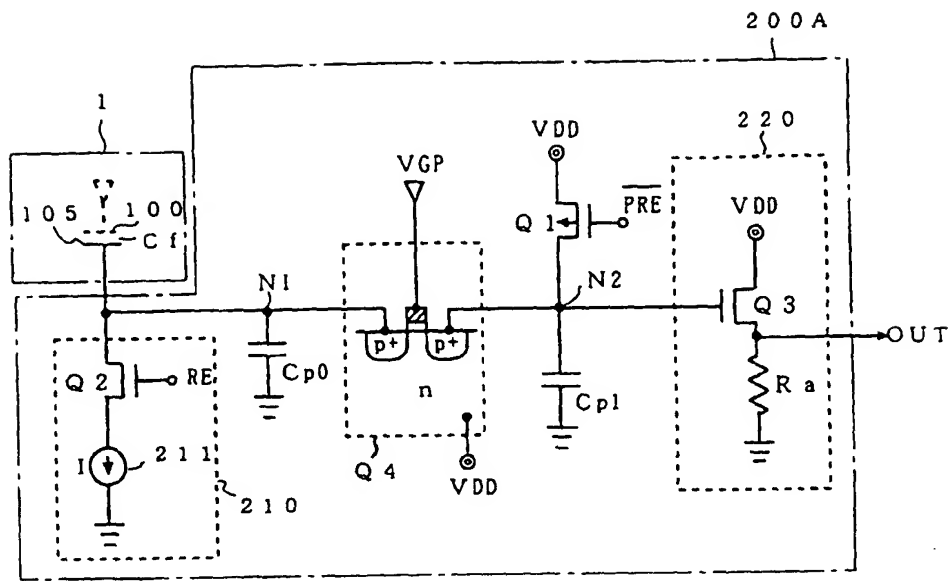 200A
1
220
VDD
VGP
PRE
VDD
105
100
Cf
Q1
N1
N2
Q3
OUT
p+
p+
Q2
RE
Cp0
n
Cp1
Ra
I
211
Q4
VDD
210